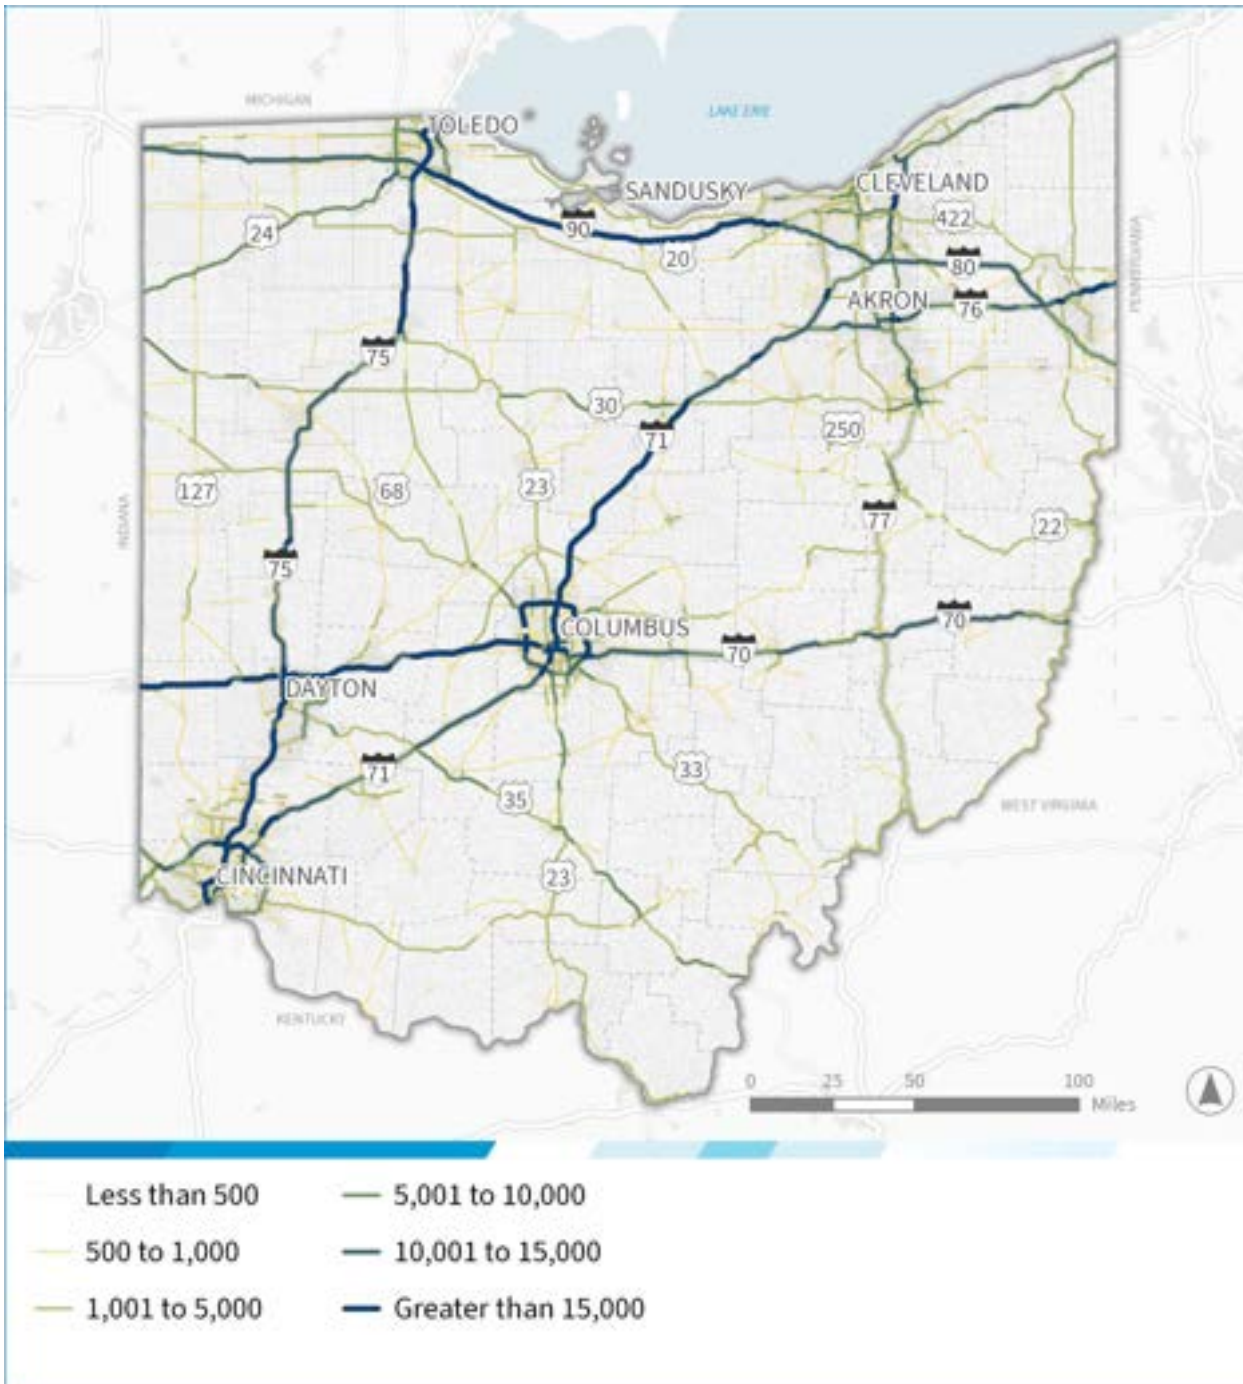 MICHIGAN
TOLEDO
LAKE ERIE
SANDUSKY
CLEVELAND
90
422
24
20
80
PENNSYLVANIA
AKRON
76
75
30
71
250
127
68
23
77
22
INDIANA
75
COLUMBUS
70
70
DAYTON
71
33
35
WEST VIRGINIA
CINCINNATI
23
KENTUCKY
0 25 50 100
Miles
Less than 500
5,001 to 10,000
500 to 1,000
10,001 to 15,000
1,001 to 5,000
Greater than 15,000